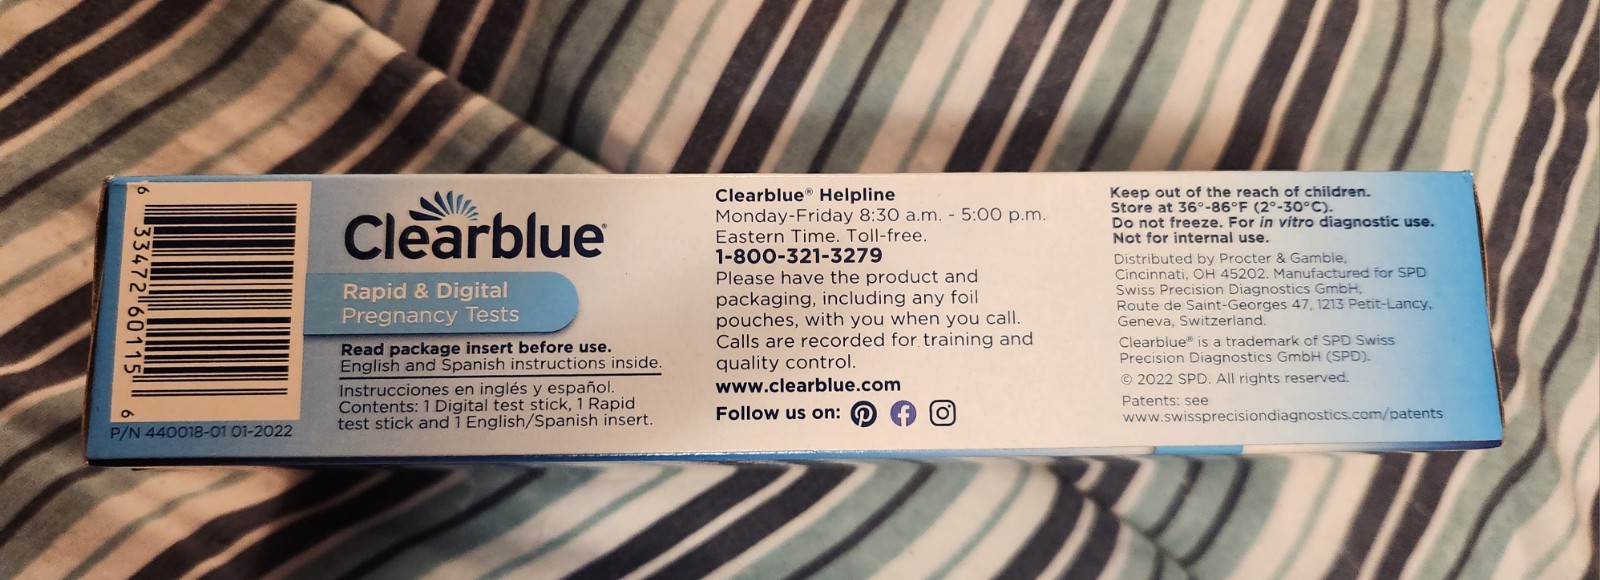 6 33472 60115 6
P/N 440018-01 01-2022
Clearblue®
Rapid & Digital
Pregnancy Tests
Read package insert before use.
English and Spanish instructions inside.
Instrucciones en inglés y español.
Contents: 1 Digital test stick, 1 Rapid
test stick and 1 English/Spanish insert.
Clearblue® Helpline
Monday-Friday 8:30 a.m. - 5:00 p.m.
Eastern Time. Toll-free.
1-800-321-3279
Please have the product and
packaging, including any foil
pouches, with you when you call.
Calls are recorded for training and
quality control.
www.clearblue.com
Follow us on:
Keep out of the reach of children.
Store at 36°-86°F (2°-30°C).
Do not freeze. For in vitro diagnostic use.
Not for internal use.
Distributed by Procter & Gamble,
Cincinnati, OH 45202. Manufactured for SPD
Swiss Precision Diagnostics GmbH,
Route de Saint-Georges 47, 1213 Petit-Lancy,
Geneva, Switzerland.
Clearblue® is a trademark of SPD Swiss
Precision Diagnostics GmbH (SPD).
© 2022 SPD. All rights reserved.
Patents: see
www.swissprecisiondiagnostics.com/patents